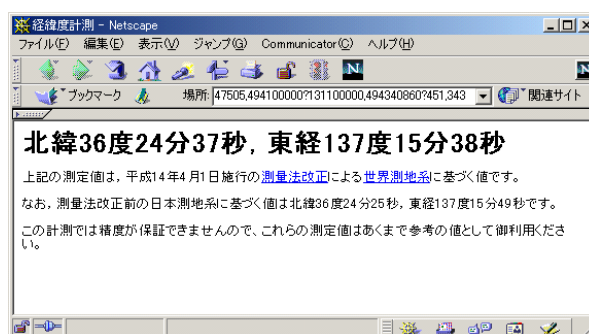 経緯度計測 - Netscape
ファイル(F) 編集(E) 表示(V) ジャンプ(G) Communicator(C) ヘルプ(H)
ブックマーク 場所: 47505,494100000?131100000,494340860?451,343 関連サイト
北緯36度24分37秒，東経137度15分38秒
上記の測定値は，平成14年4月1日施行の測量法改正による世界測地系に基づく値です。
なお，測量法改正前の日本測地系に基づく値は北緯36度24分25秒，東経137度15分49秒です。
この計測では精度が保証できませんので、これらの測定値はあくまで参考の値として御利用くださ
い。